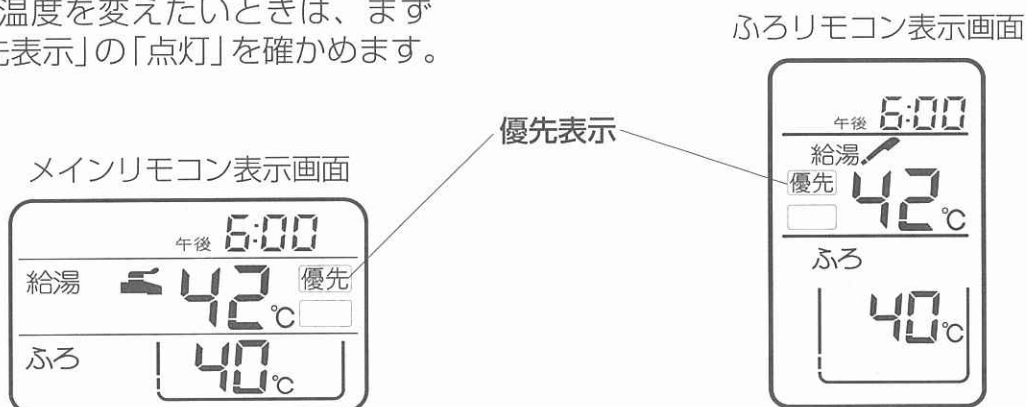 温度を変えたいときは、まず
先表示」の「点灯」を確かめます。
ふろリモコン表示画面
午後 6:00
給湯
優先 42℃
ふろ
40℃
優先表示
メインリモコン表示画面
午後 6:00
給湯 42℃ 優先
ふろ 40℃